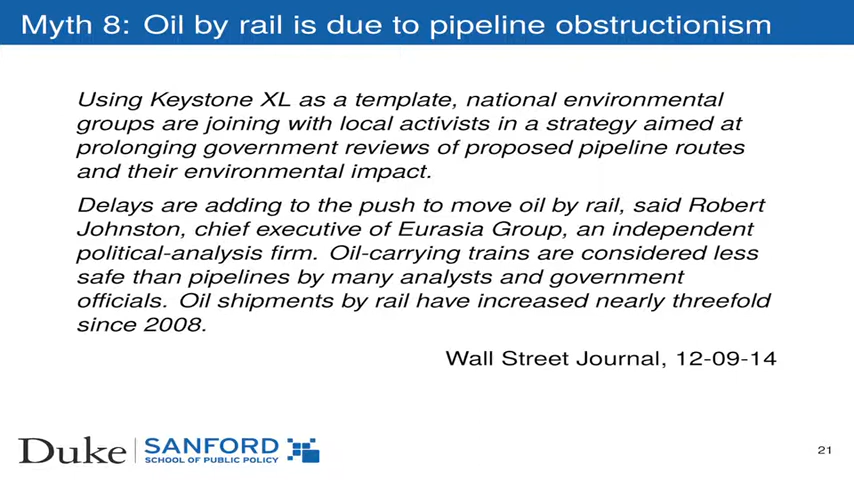 Myth 8: Oil by rail is due to pipeline obstructionism
Using Keystone XL as a template, national environmental
groups are joining with local activists in a strategy aimed at
prolonging government reviews of proposed pipeline routes
and their environmental impact.
Delays are adding to the push to move oil by rail, said Robert
Johnston, chief executive of Eurasia Group, an independent
political-analysis firm. Oil-carrying trains are considered less
safe than pipelines by many analysts and government
officials. Oil shipments by rail have increased nearly threefold
since 2008.
Wall Street Journal, 12-09-14
Duke SANFORD
SCHOOL OF PUBLIC POLICY
21